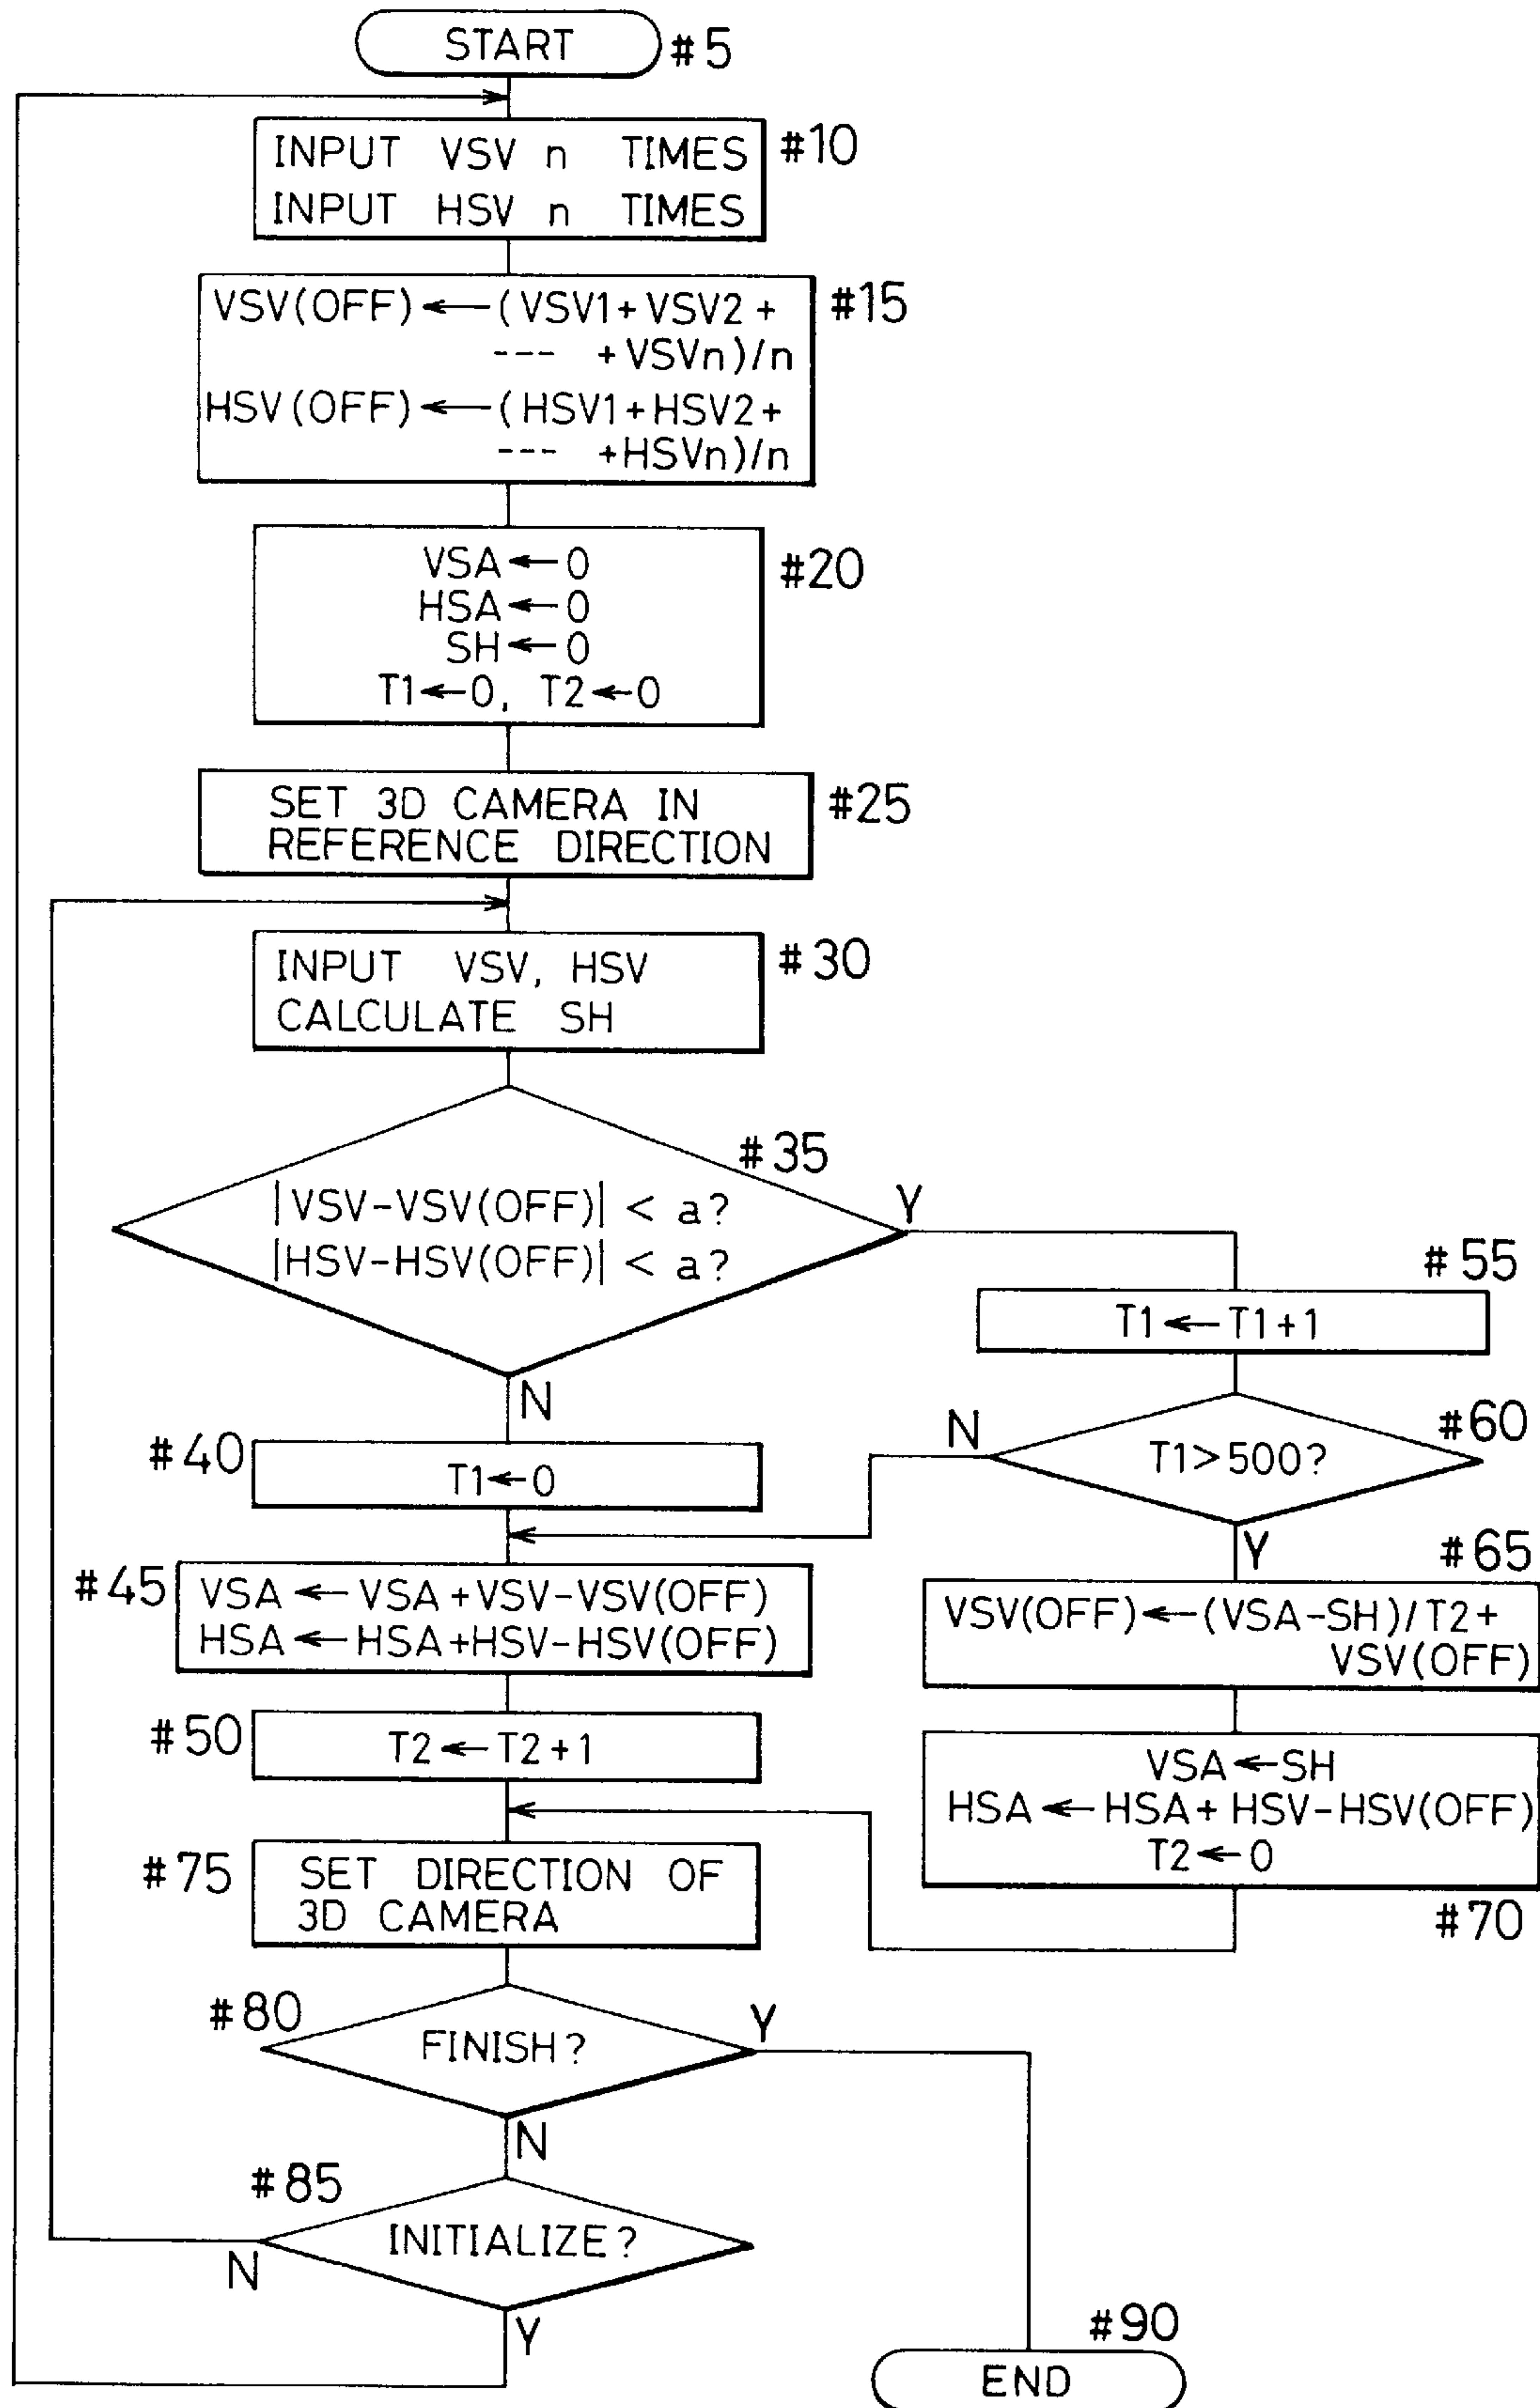 START
#5
INPUT VSV n TIMES
INPUT HSV n TIMES
#10
VSV(OFF)←(VSV1+VSV2+
--- +VSVn)/n
HSV(OFF)←(HSV1+HSV2+
--- +HSVn)/n
#15
VSA←0
HSA←0
SH←0
T1←0, T2←0
#20
SET 3D CAMERA IN
REFERENCE DIRECTION
#25
INPUT VSV, HSV
CALCULATE SH
#30
#35
|VSV-VSV(OFF)| < a?
|HSV-HSV(OFF)| < a?
Y
N
#55
T1←T1+1
#40
T1←0
N
#60
T1>500?
Y
#45
VSA←VSA+VSV-VSV(OFF)
HSA←HSA+HSV-HSV(OFF)
#65
VSV(OFF)←(VSA-SH)/T2+
VSV(OFF)
#50
T2←T2+1
VSA←SH
HSA←HSA+HSV-HSV(OFF)
T2←0
#70
#75
SET DIRECTION OF
3D CAMERA
#80
FINISH?
Y
N
#85
INITIALIZE?
N
Y
#90
END